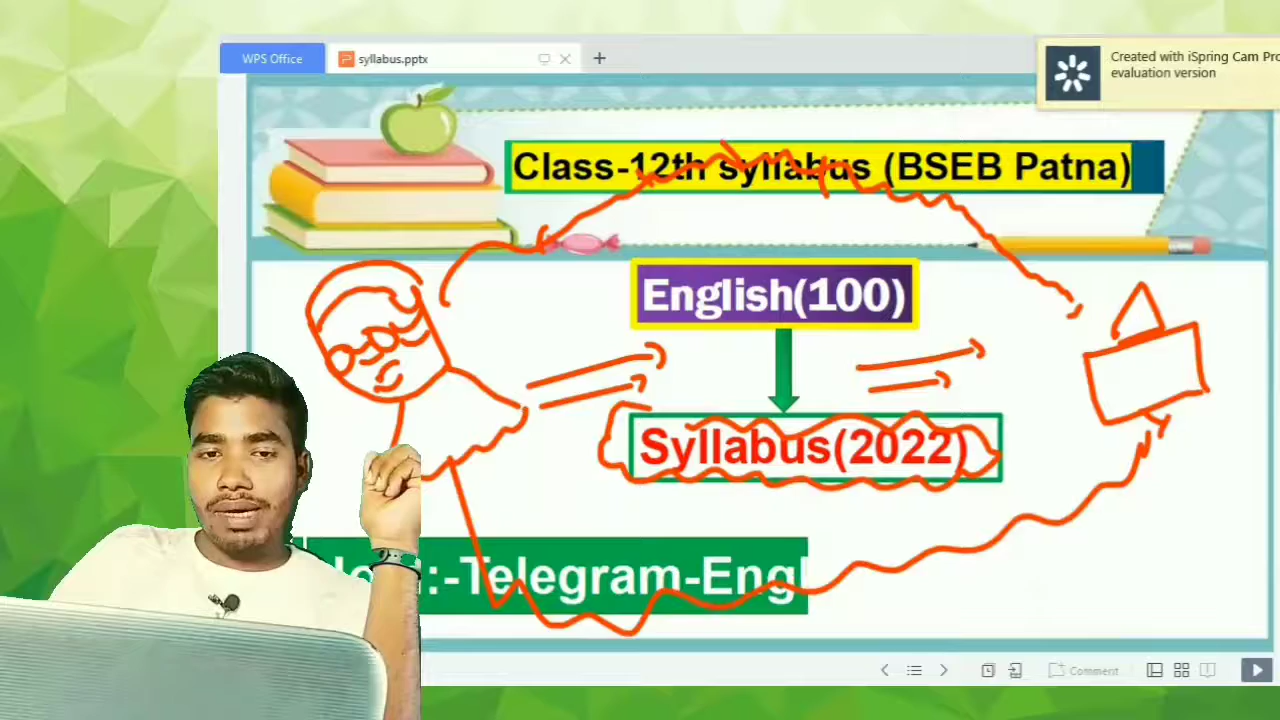 WPS Office
syllabus.pptx
Created with iSpring Cam Pro
evaluation version
Class-12th syllabus (BSEB Patna)
English(100)
Syllabus(2022)
:-Telegram-Engl
Comment